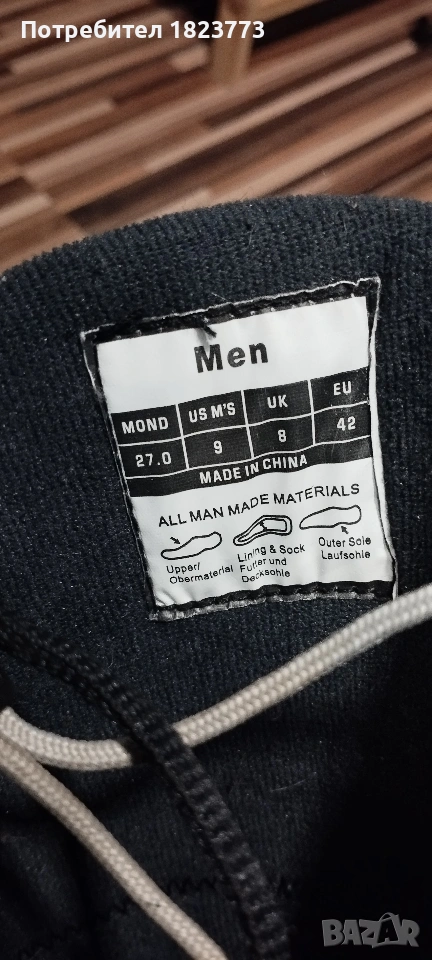 Потребител 1823773
Men
MOND US M'S UK EU
27.0 9 8 42
MADE IN CHINA
ALL MAN MADE MATERIALS
Upper/ Obermaterial
Lining & Sock Futter und Decksohle
Outer Sole Laufsohle
BAZAR